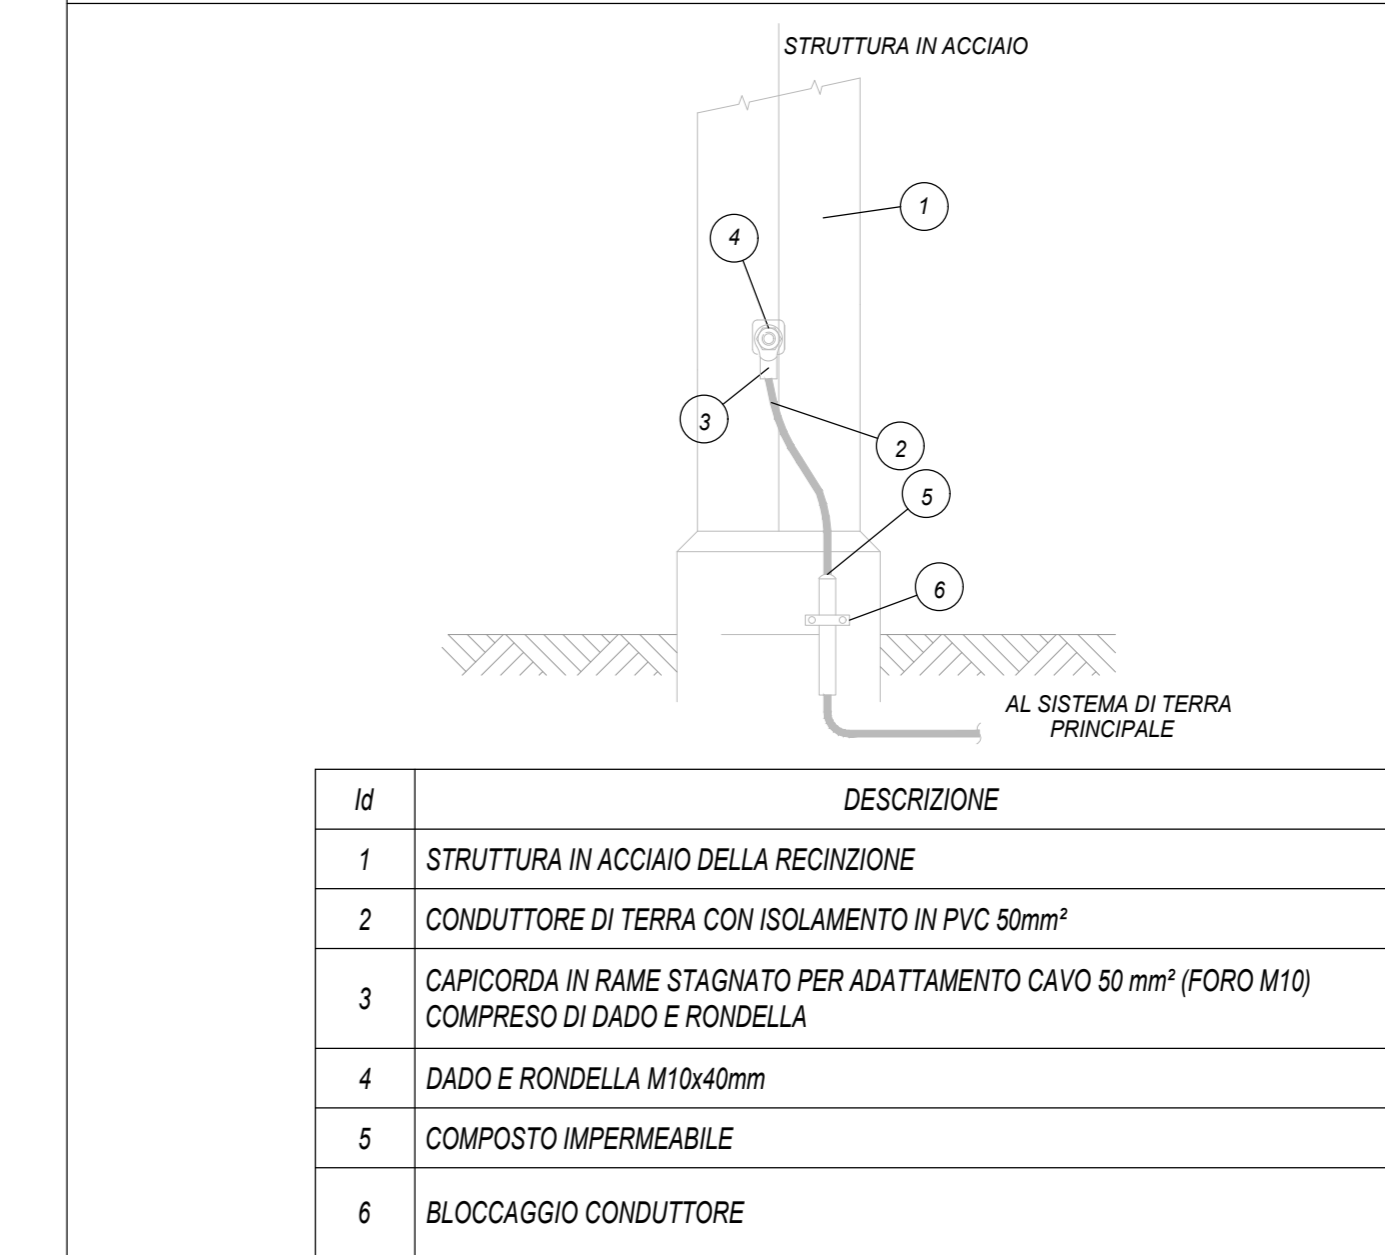 STRUTTURA IN ACCIAIO
1
4
3
2
5
6
AL SISTEMA DI TERRA
PRINCIPALE
Id DESCRIZIONE
1 STRUTTURA IN ACCIAIO DELLA RECINZIONE
2 CONDUTTORE DI TERRA CON ISOLAMENTO IN PVC 50mm²
3 CAPICORDA IN RAME STAGNATO PER ADATTAMENTO CAVO 50 mm² (FORO M10)
COMPRESO DI DADO E RONDELLA
4 DADO E RONDELLA M10x40mm
5 COMPOSTO IMPERMEABILE
6 BLOCCAGGIO CONDUTTORE